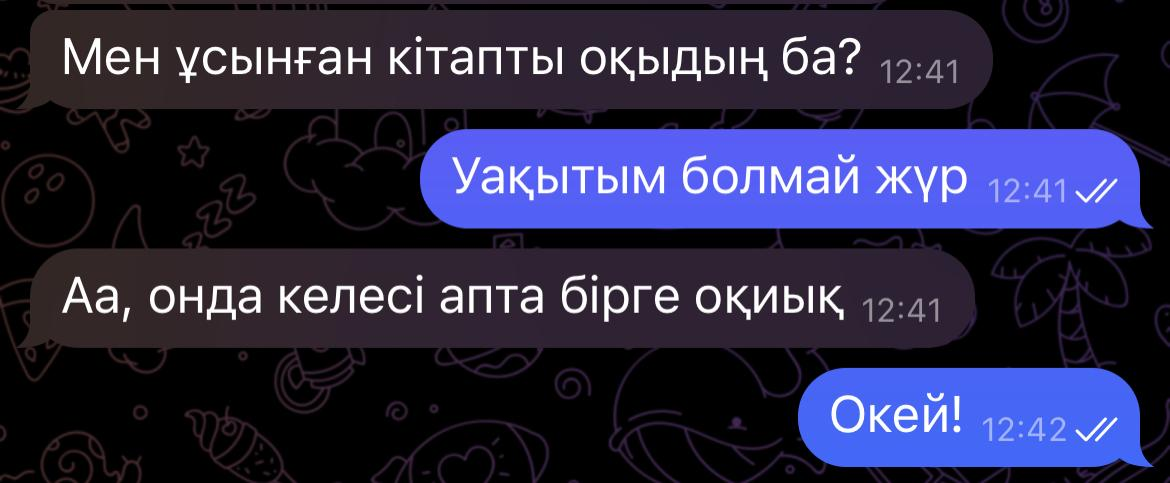 Мен ұсынған кітапты оқыдың ба? 12:41
Уақытым болмай жүр 12:41
Аа, онда келесі апта бірге оқиық 12:41
Окей! 12:42